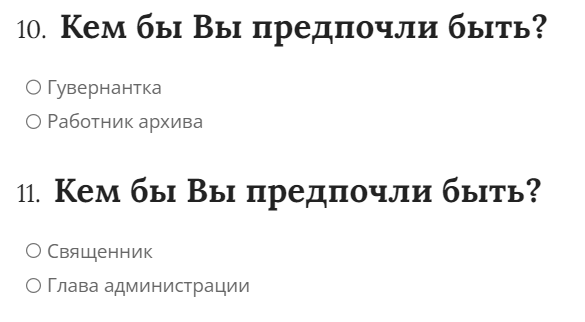 10. Кем бы Вы предпочли быть?
Гувернантка
Работник архива
11. Кем бы Вы предпочли быть?
Священник
Глава администрации